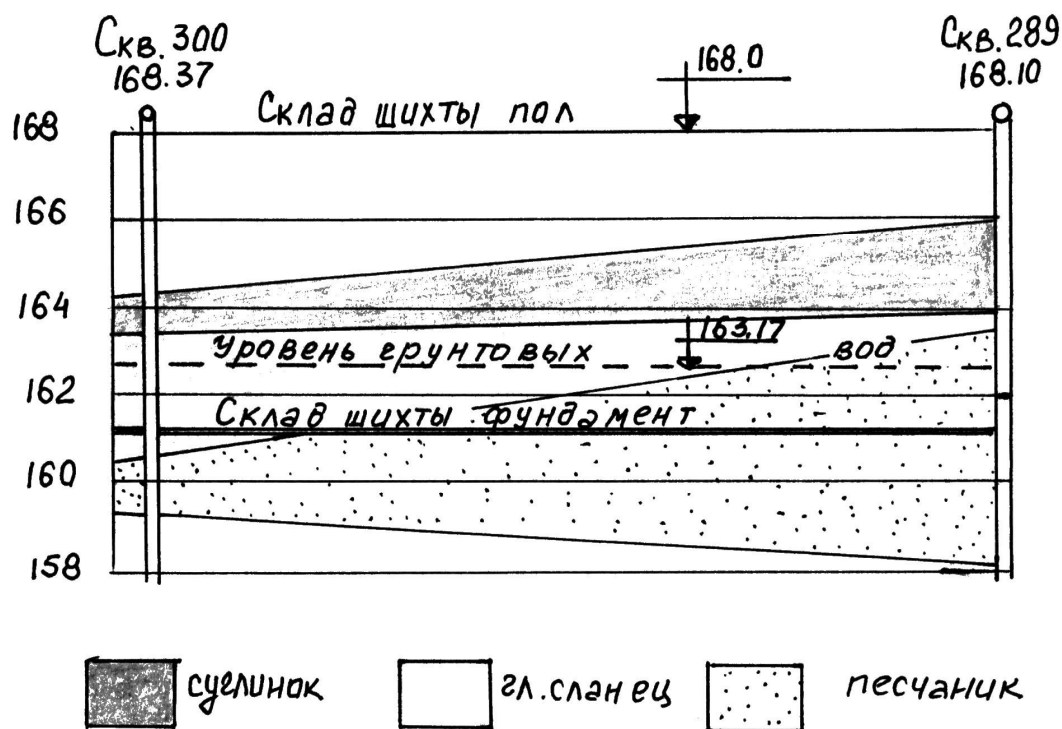 Скв. 300
168.37
Скв. 289
168.10
168.0
Склад шихты пол
168
166
164
163.17
Уровень грунтовых вод
162
Склад шихты фундамент
160
158
суглинок
гл. сланец
песчаник